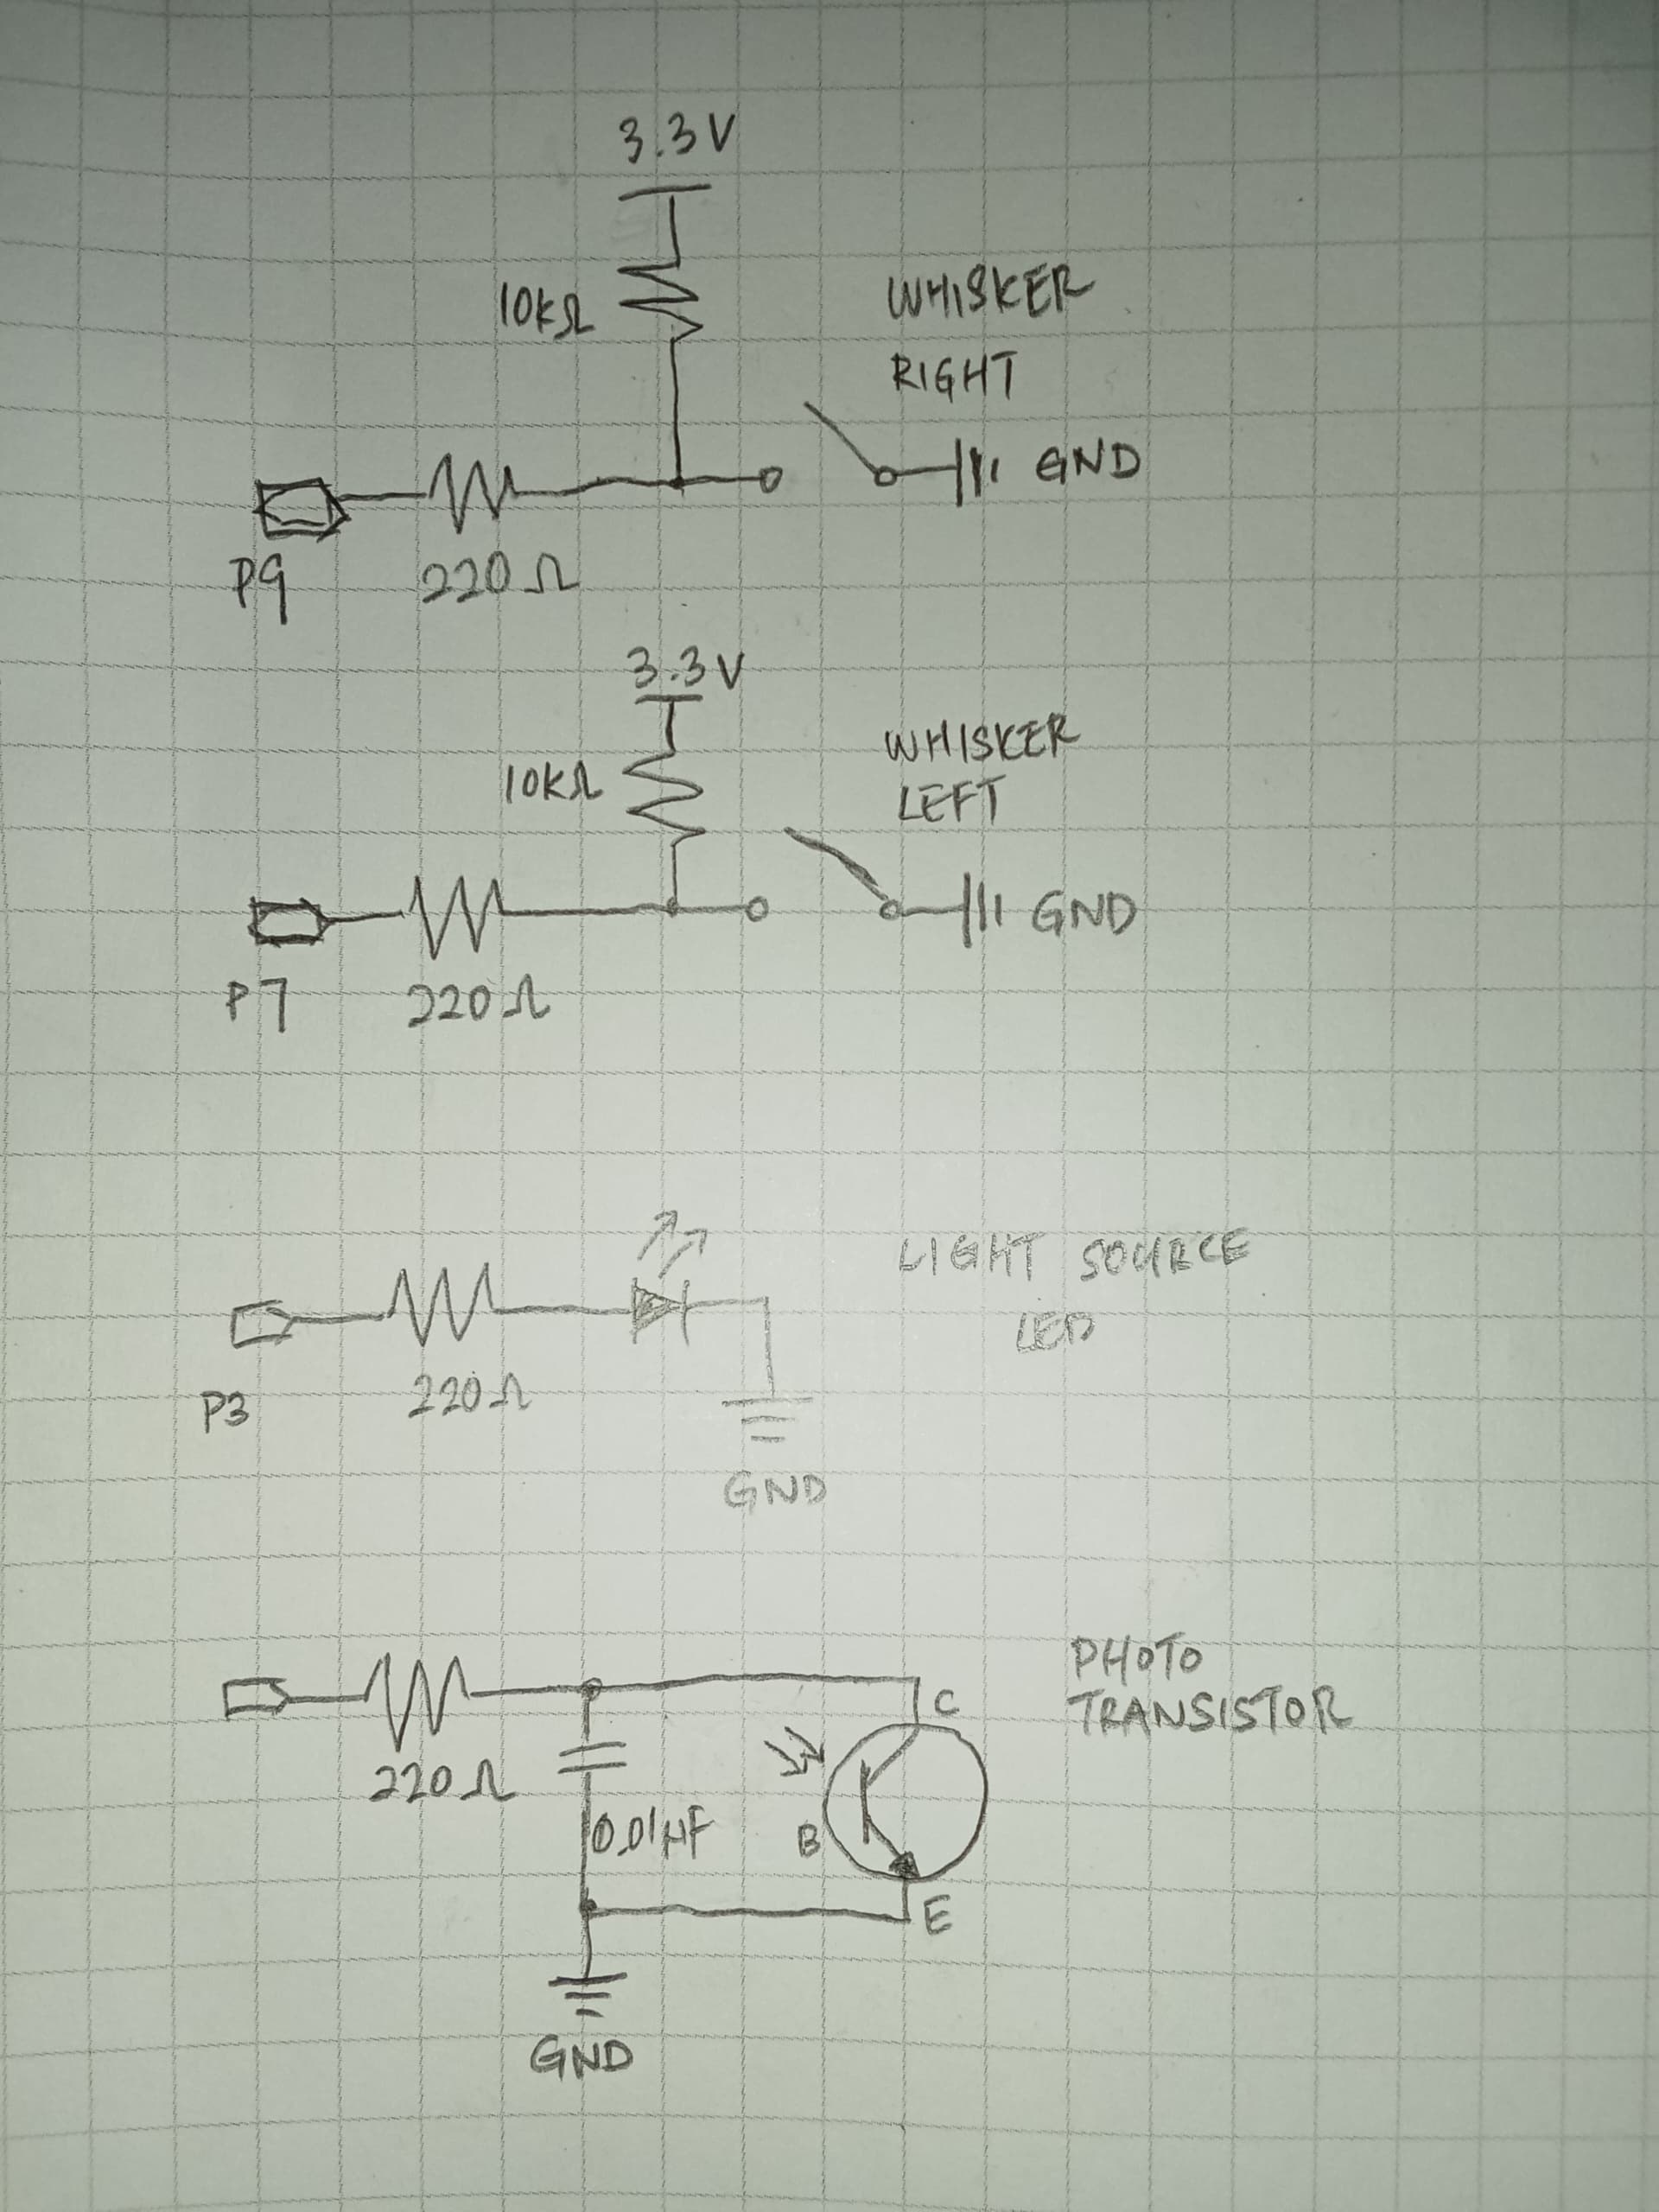 3.3V
10kΩ
WHISKER
RIGHT
GND
P9
220Ω
3.3V
10kΩ
WHISKER
LEFT
GND
P7
220Ω
LIGHT SOURCE
LED
P3
220Ω
GND
PHOTO
TRANSISTOR
C
220Ω
0.01µF
B
E
GND